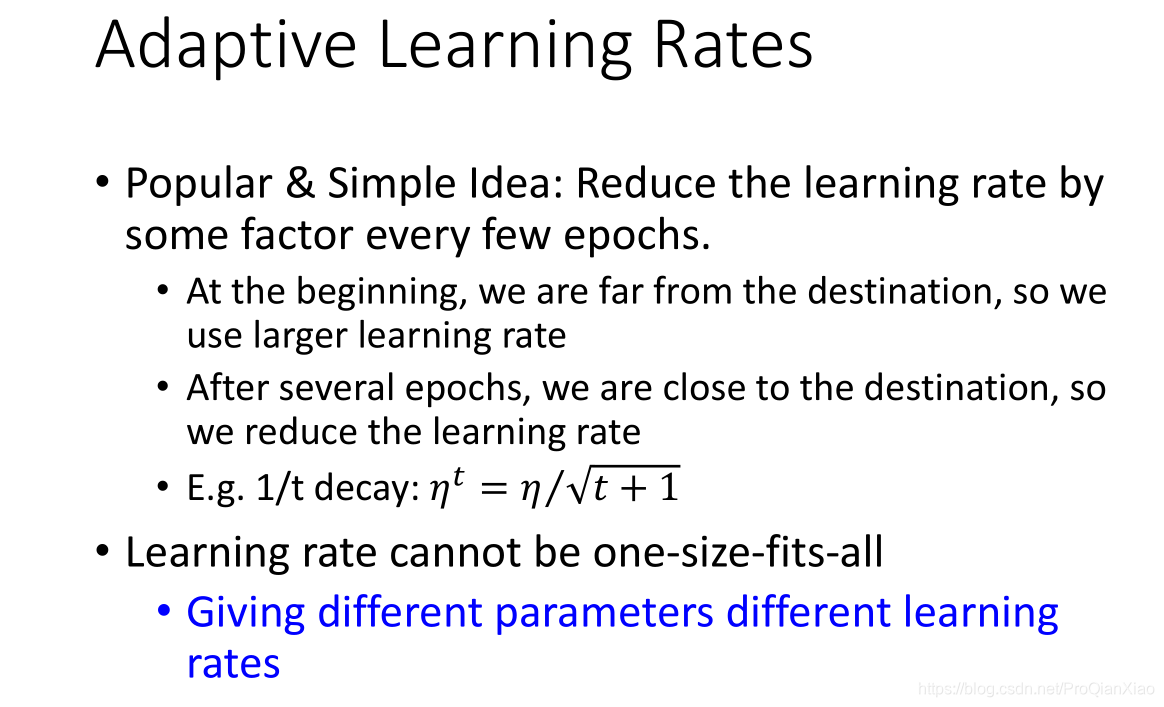 Adaptive Learning Rates
• Popular & Simple Idea: Reduce the learning rate by
some factor every few epochs.
• At the beginning, we are far from the destination, so we
use larger learning rate
• After several epochs, we are close to the destination, so
we reduce the learning rate
• E.g. 1/t decay: ηᵗ = η/√(t + 1)
• Learning rate cannot be one-size-fits-all
• Giving different parameters different learning
rates
https://blog.csdn.net/ProQianXiao